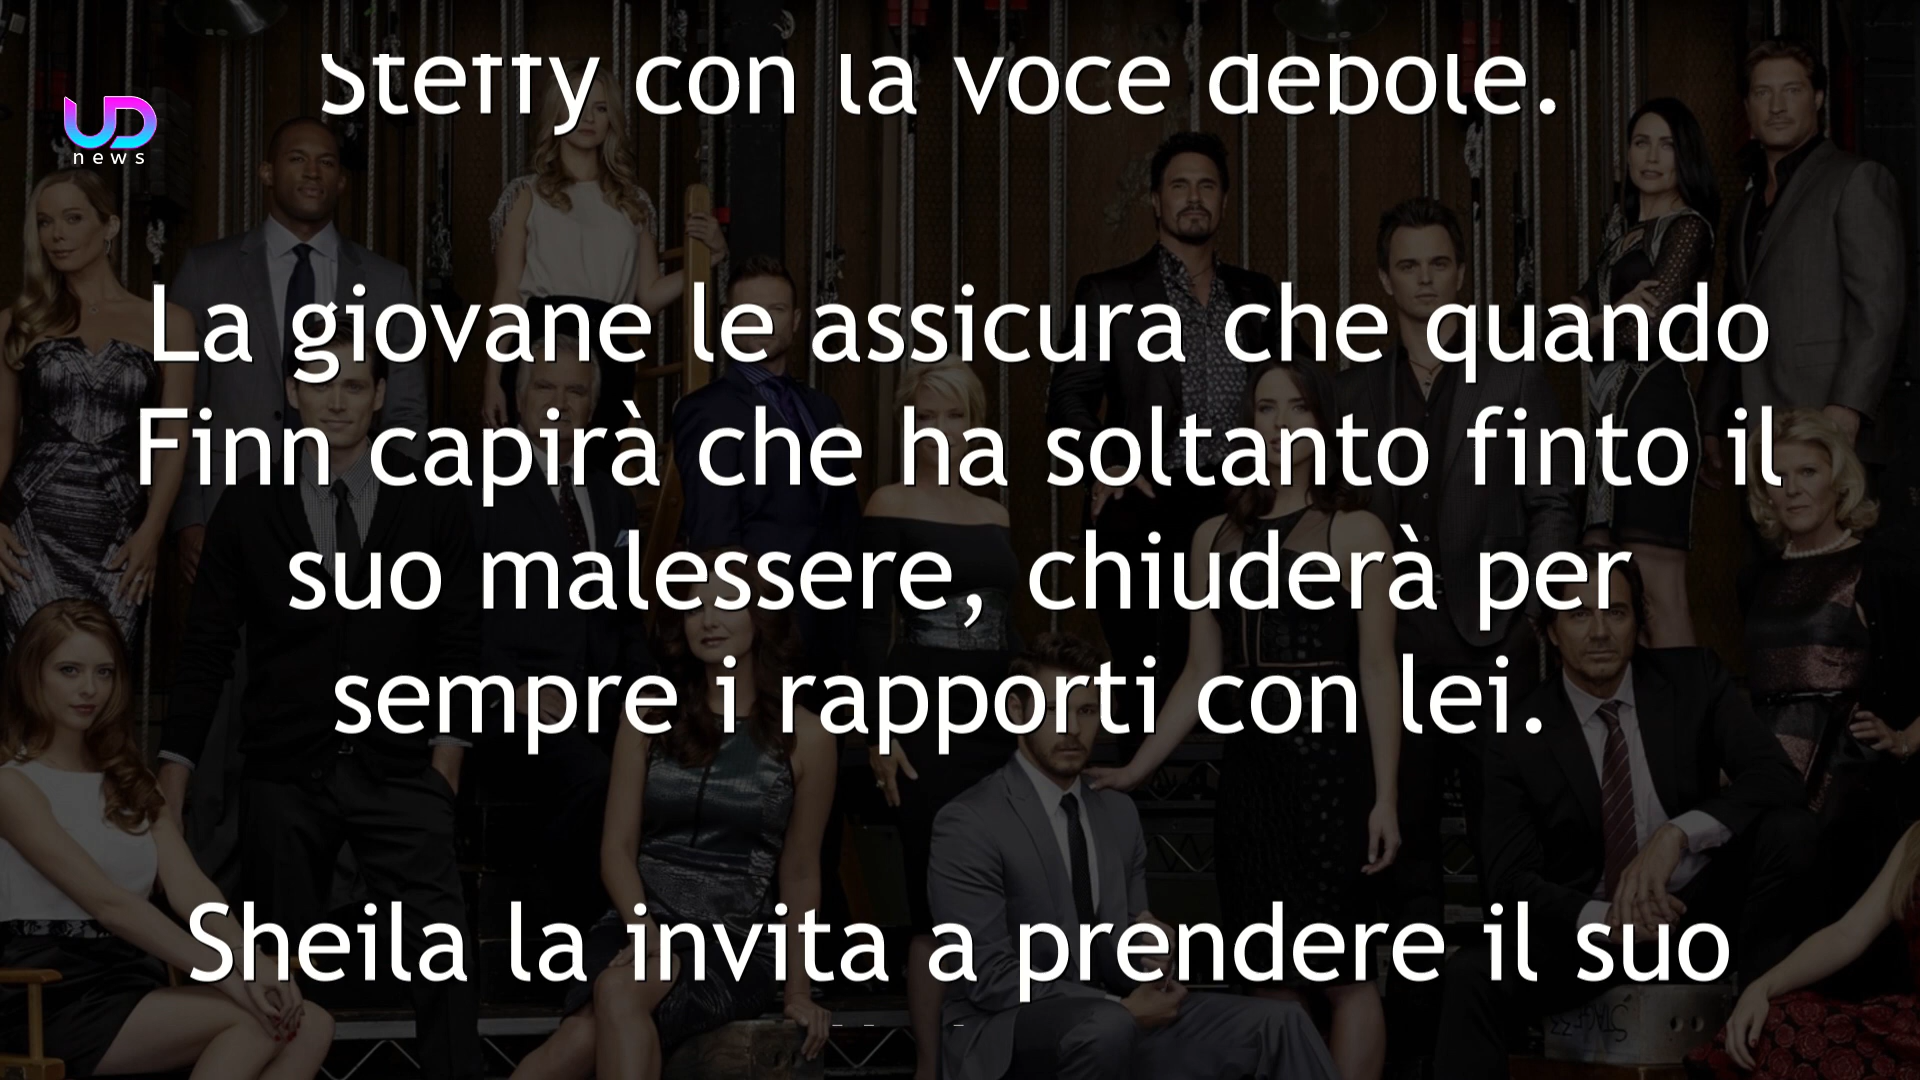 Steffy con la voce debole.
UD
news
La giovane le assicura che quando
Finn capirà che ha soltanto finto il
suo malessere, chiuderà per
sempre i rapporti con lei.
Sheila la invita a prendere il suo